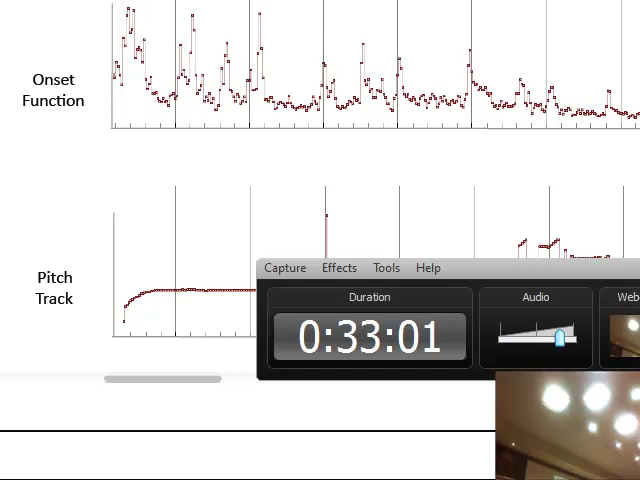 Onset
Function
Pitch
Track
Capture Effects Tools Help
Duration Audio Web
0:33:01